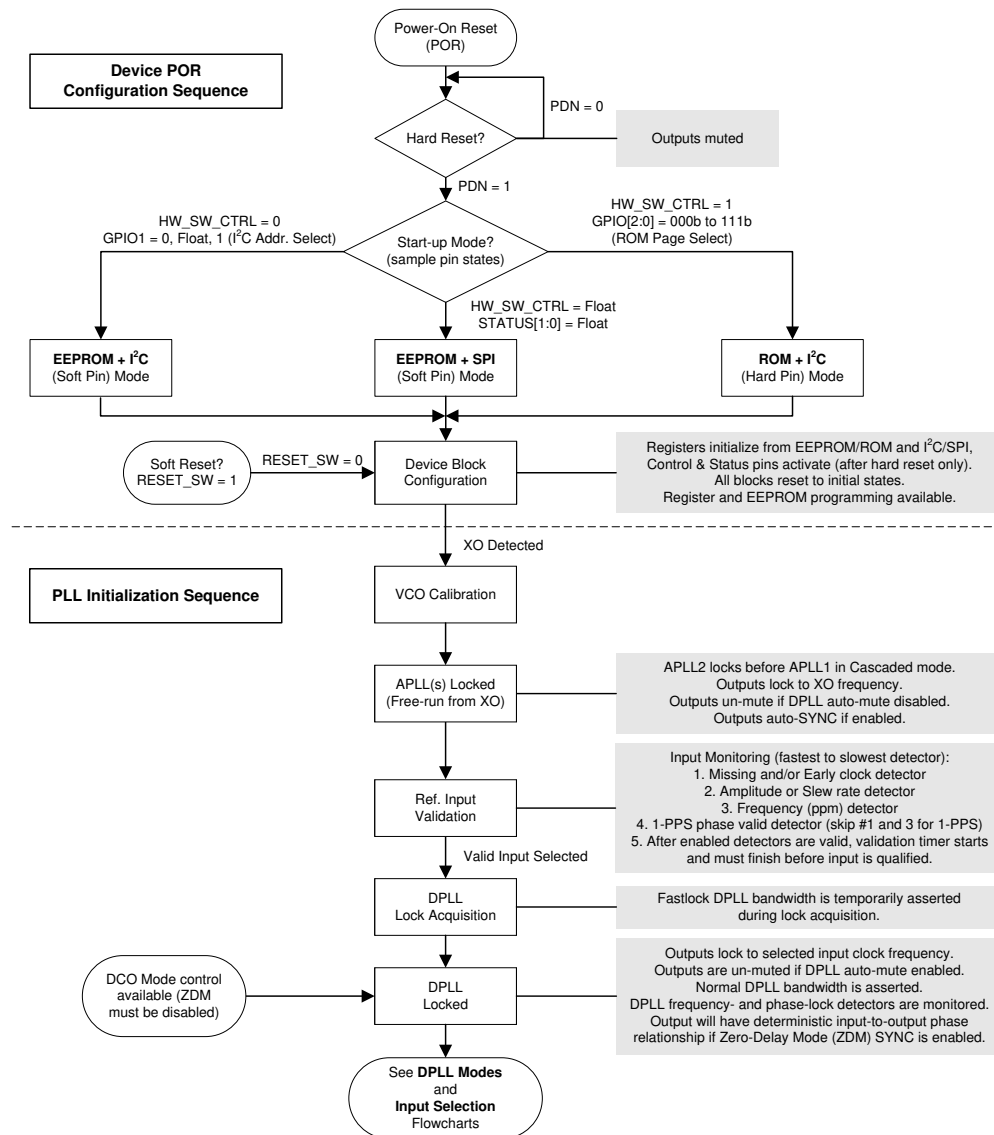 Power-On Reset
(POR)
Device POR
Configuration Sequence
PDN = 0
Hard Reset?
Outputs muted
PDN = 1
HW_SW_CTRL = 0
GPIO1 = 0, Float, 1 (I²C Addr. Select)
HW_SW_CTRL = 1
GPIO[2:0] = 000b to 111b
(ROM Page Select)
Start-up Mode?
(sample pin states)
HW_SW_CTRL = Float
STATUS[1:0] = Float
EEPROM + I²C
(Soft Pin) Mode
EEPROM + SPI
(Soft Pin) Mode
ROM + I²C
(Hard Pin) Mode
Soft Reset?
RESET_SW = 1
RESET_SW = 0
Device Block
Configuration
Registers initialize from EEPROM/ROM and I²C/SPI,
Control & Status pins activate (after hard reset only).
All blocks reset to initial states.
Register and EEPROM programming available.
XO Detected
PLL Initialization Sequence
VCO Calibration
APLL(s) Locked
(Free-run from XO)
APLL2 locks before APLL1 in Cascaded mode.
Outputs lock to XO frequency.
Outputs un-mute if DPLL auto-mute disabled.
Outputs auto-SYNC if enabled.
Ref. Input
Validation
Input Monitoring (fastest to slowest detector):
1. Missing and/or Early clock detector
2. Amplitude or Slew rate detector
3. Frequency (ppm) detector
4. 1-PPS phase valid detector (skip #1 and 3 for 1-PPS)
5. After enabled detectors are valid, validation timer starts
and must finish before input is qualified.
Valid Input Selected
DPLL
Lock Acquisition
Fastlock DPLL bandwidth is temporarily asserted
during lock acquisition.
DCO Mode control
available (ZDM
must be disabled)
DPLL
Locked
Outputs lock to selected input clock frequency.
Outputs are un-muted if DPLL auto-mute enabled.
Normal DPLL bandwidth is asserted.
DPLL frequency- and phase-lock detectors are monitored.
Output will have deterministic input-to-output phase
relationship if Zero-Delay Mode (ZDM) SYNC is enabled.
See DPLL Modes
and
Input Selection
Flowcharts